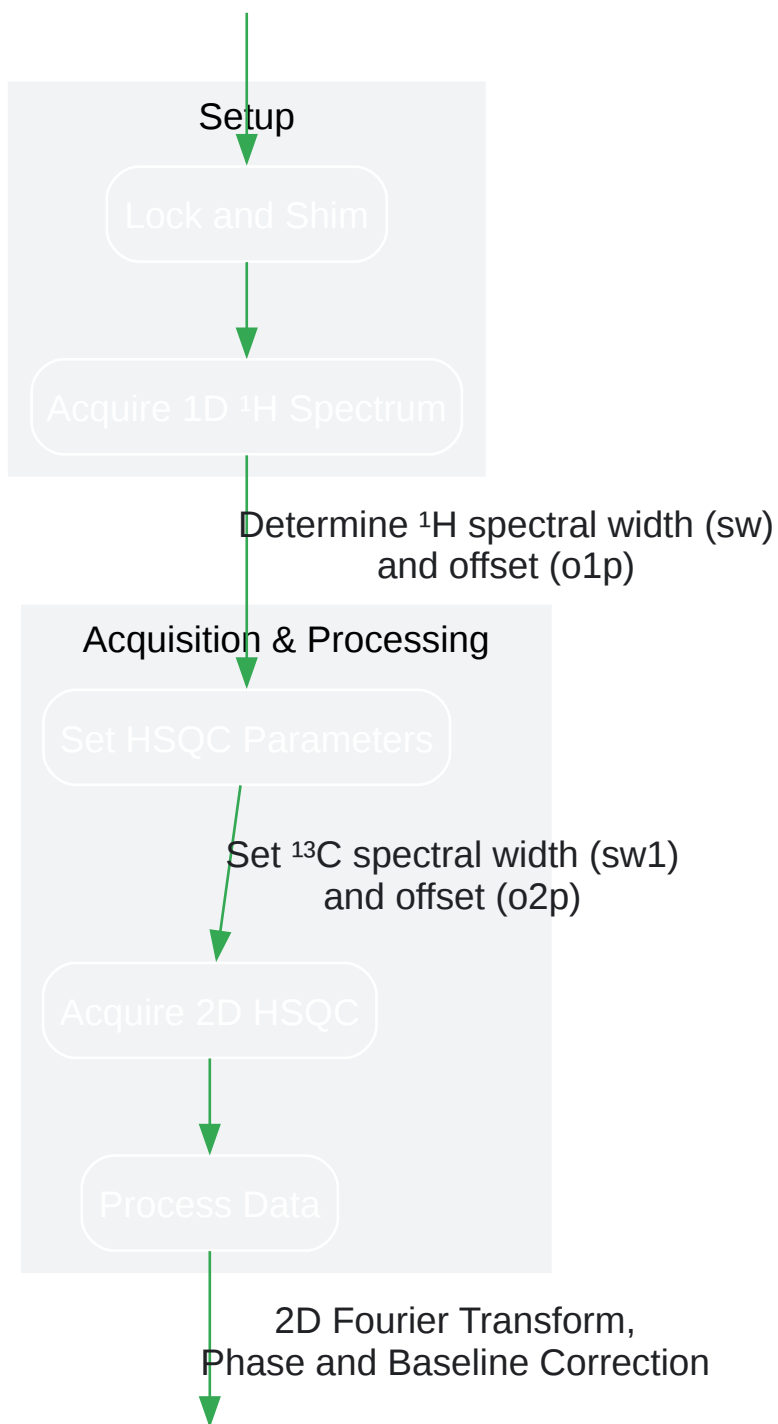 Setup
Lock and Shim
Acquire 1D ¹H Spectrum
Determine ¹H spectral width (sw)
and offset (o1p)
Acquisition & Processing
Set HSQC Parameters
Set ¹³C spectral width (sw1)
and offset (o2p)
Acquire 2D HSQC
Process Data
2D Fourier Transform,
Phase and Baseline Correction